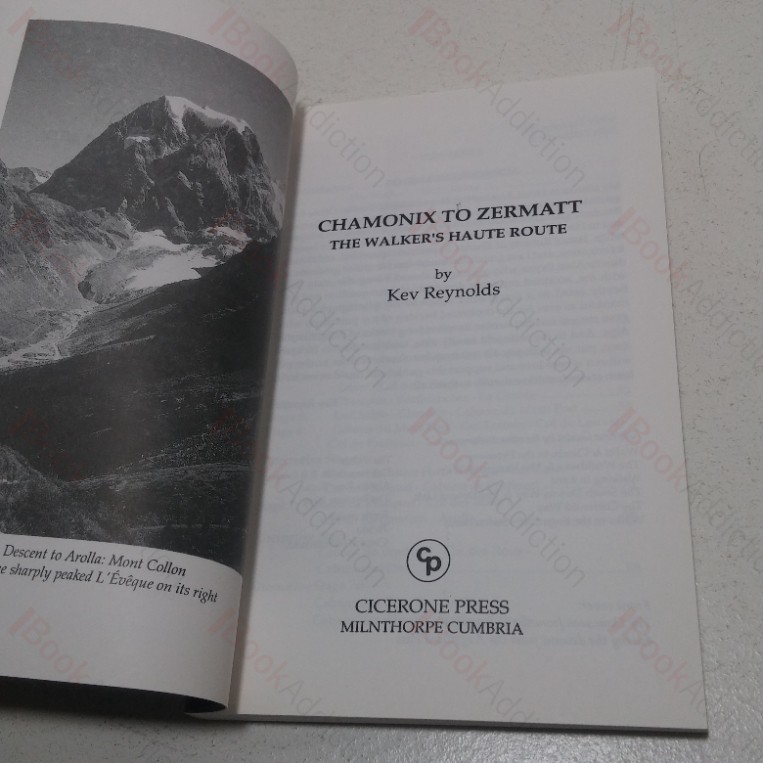 Descent to Arolla: Mont Collon
e sharply peaked L'Évêque on its right
CHAMONIX TO ZERMATT
THE WALKER'S HAUTE ROUTE
by
Kev Reynolds
cp
CICERONE PRESS
MILNTHORPE CUMBRIA
BookAddiction